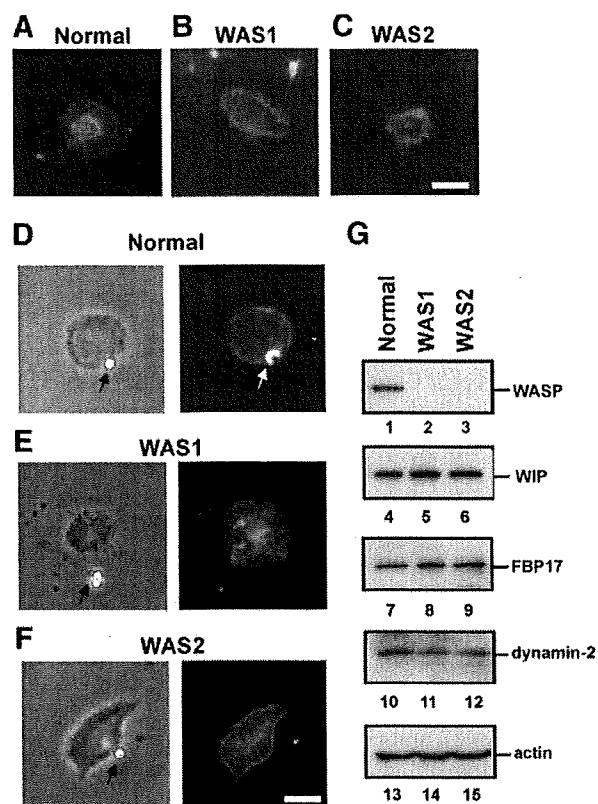 A Normal
B WAS1
C WAS2
D Normal
E WAS1
F WAS2
G
Normal WAS1 WAS2
WASP
1 2 3
WIP
4 5 6
FBP17
7 8 9
dynamin-2
10 11 12
actin
13 14 15